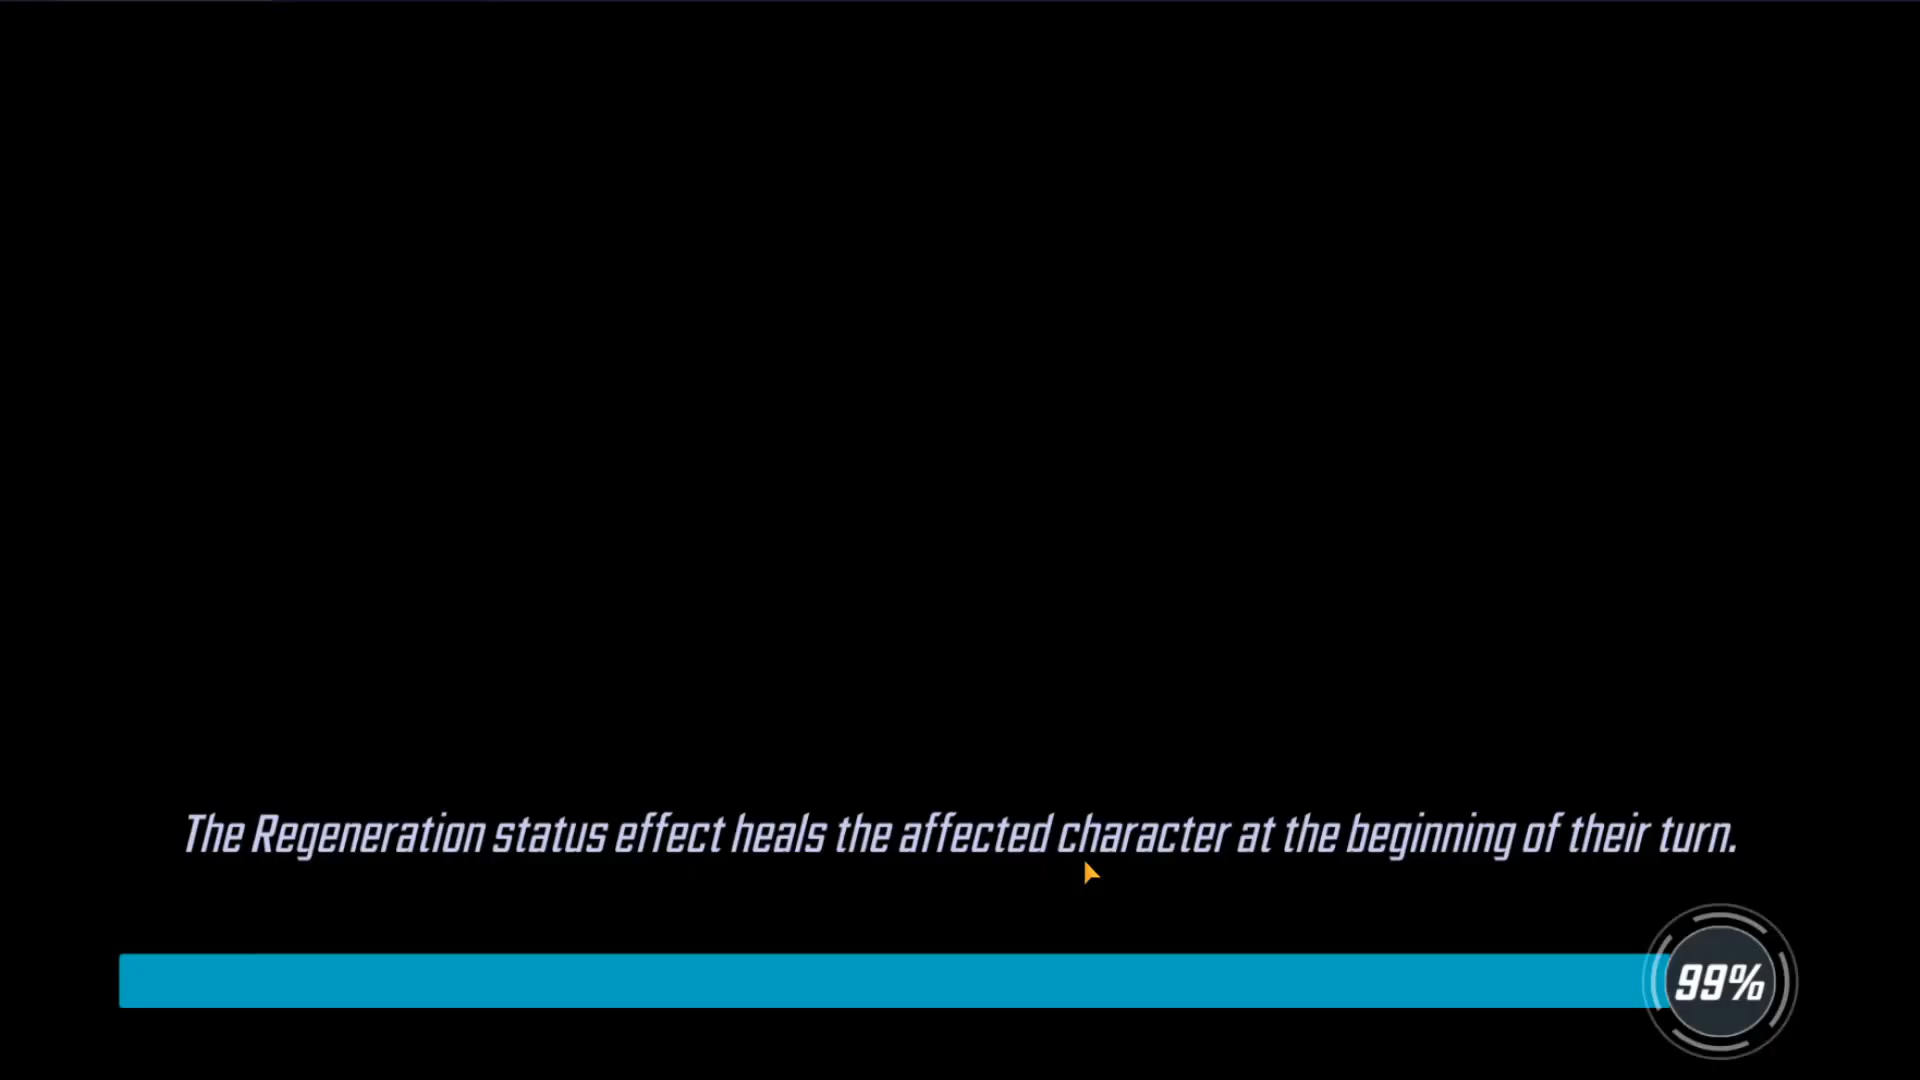 The Regeneration status effect heals the affected character at the beginning of their turn.
99%